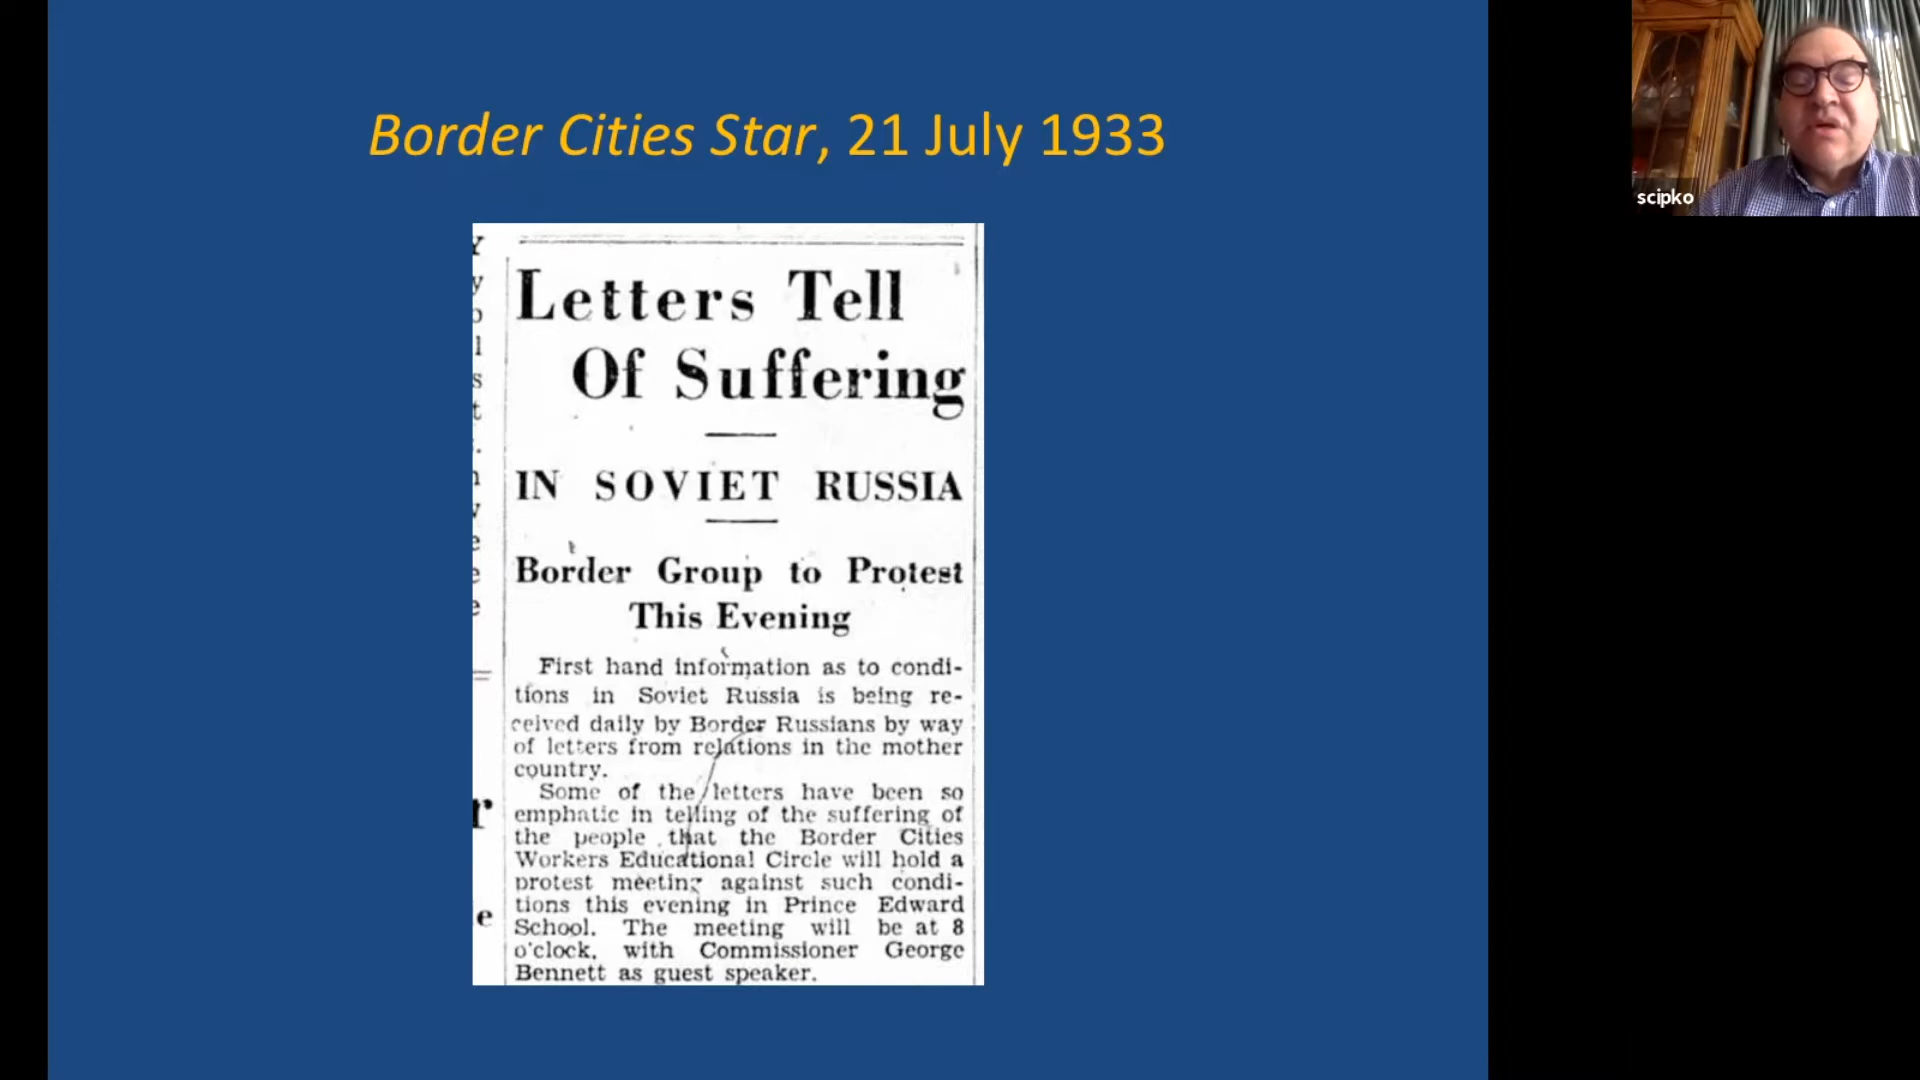 Border Cities Star, 21 July 1933
scipko
Letters Tell
Of Suffering
IN SOVIET RUSSIA
Border Group to Protest
This Evening
First hand information as to condi-
tions in Soviet Russia is being re-
ceived daily by Border Russians by way
of letters from relations in the mother
country.
Some of the letters have been so
emphatic in telling of the suffering of
the people that the Border Cities
Workers Educational Circle will hold a
protest meeting against such condi-
tions this evening in Prince Edward
School. The meeting will be at 8
o'clock, with Commissioner George
Bennett as guest speaker.